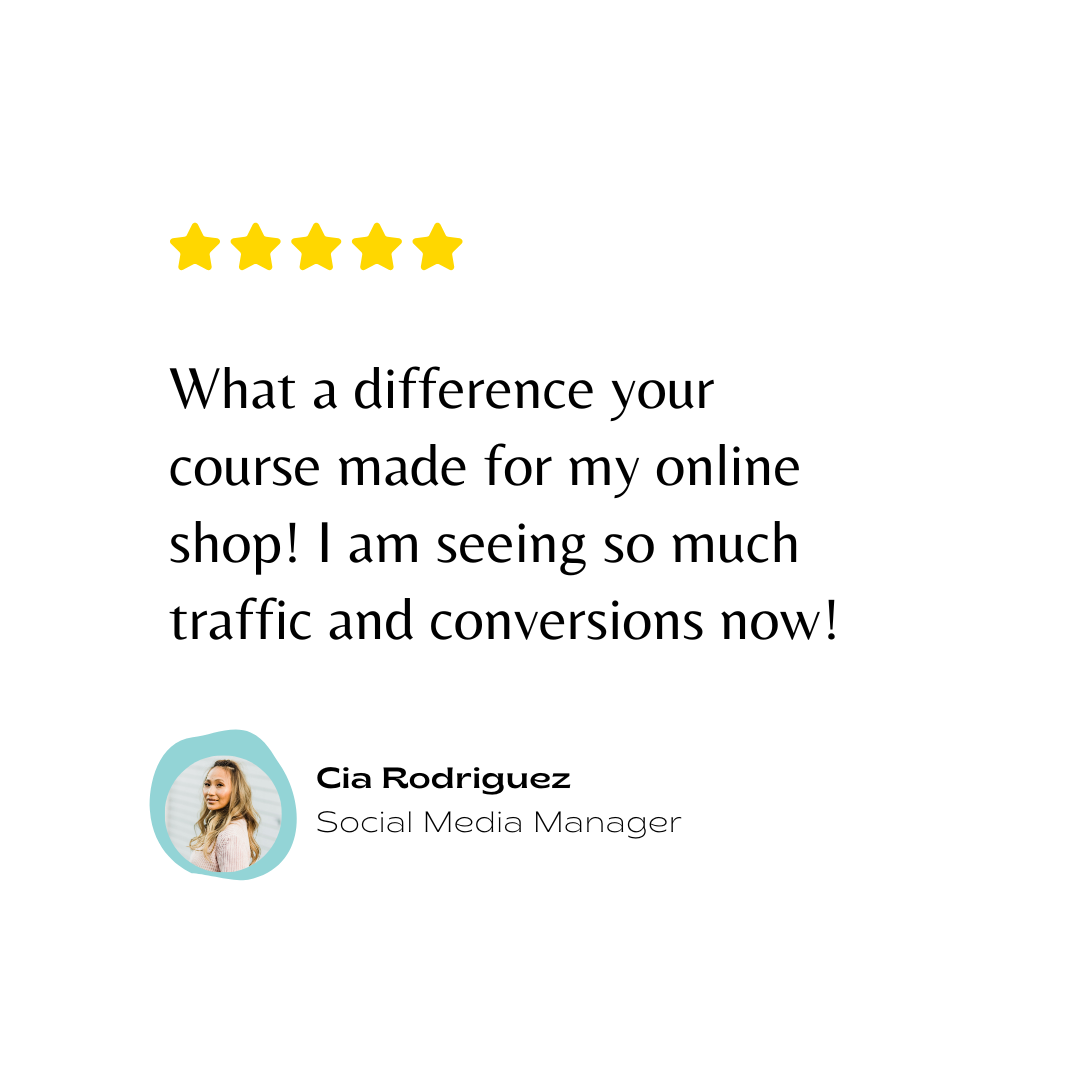 What a difference your
course made for my online
shop! I am seeing so much
traffic and conversions now!
Cia Rodriguez
Social Media Manager